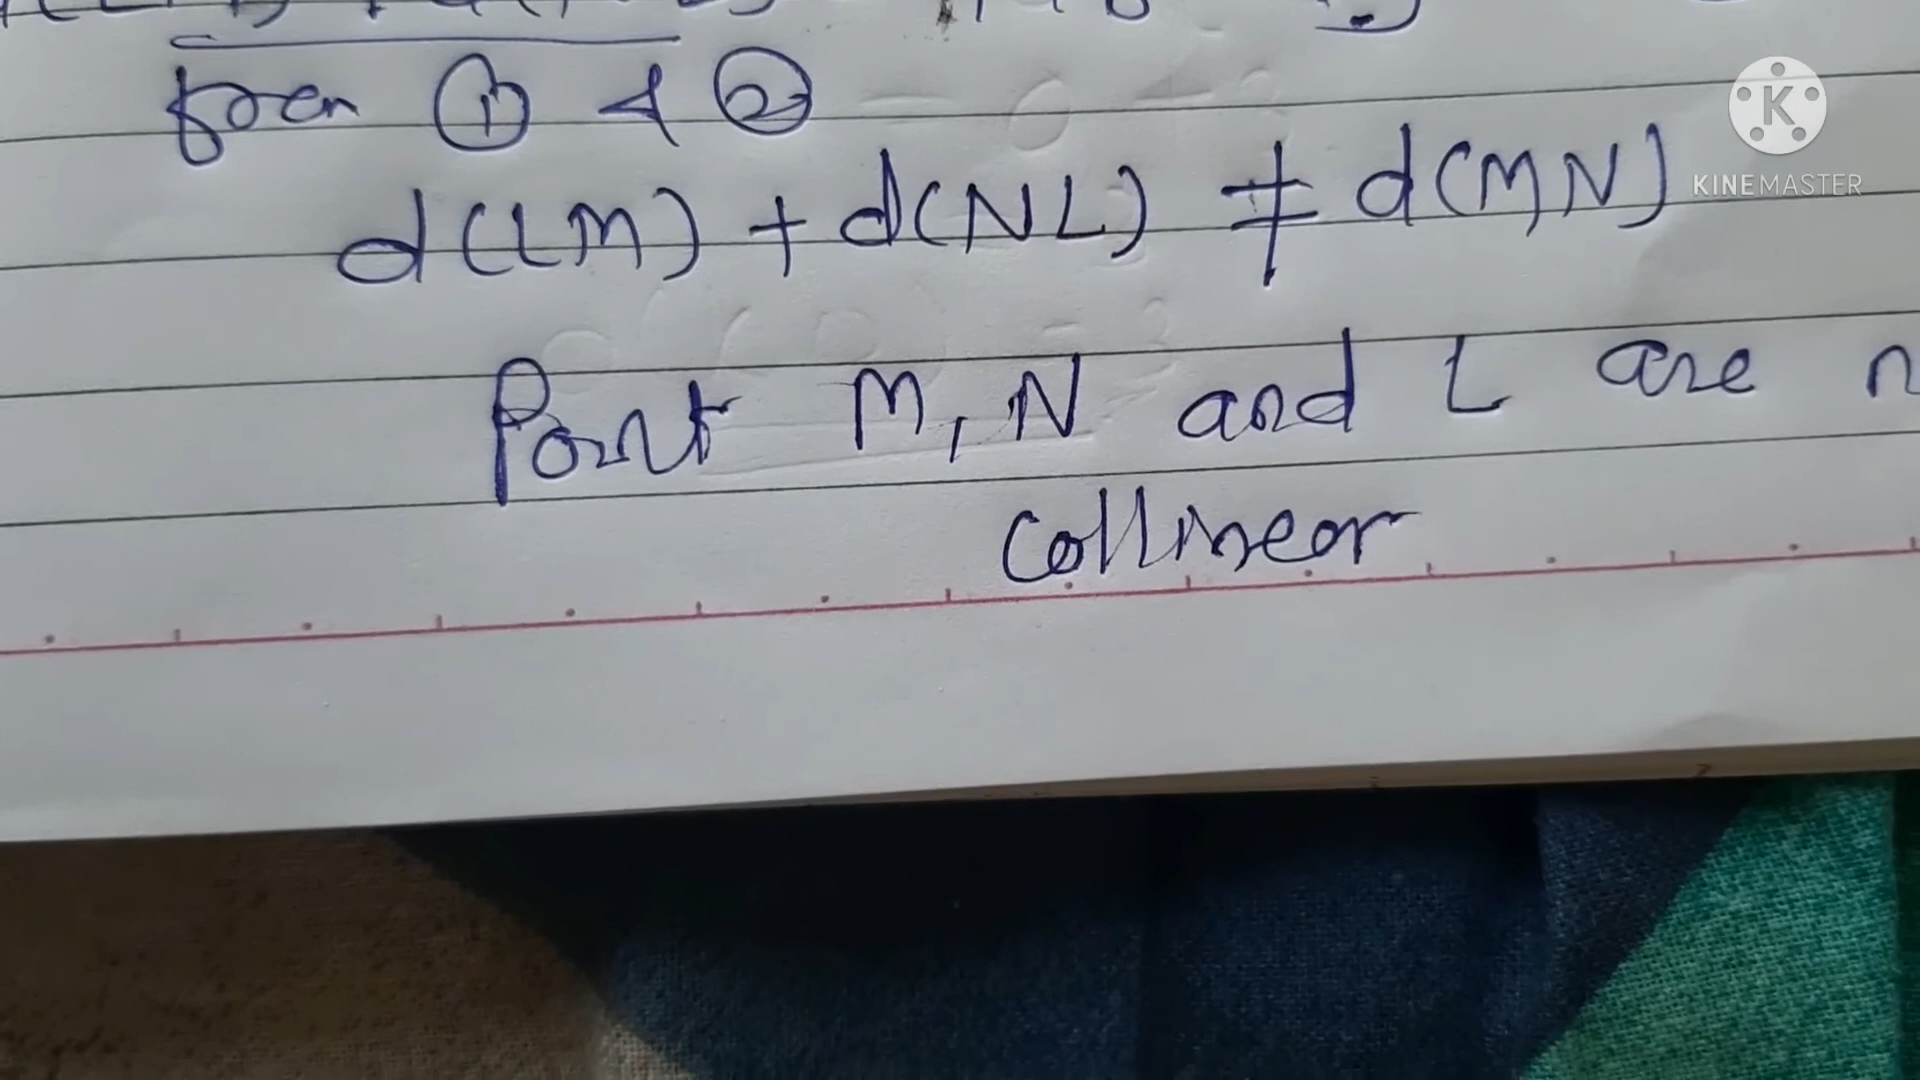 from ① & ②
d(LM) + d(NL) ≠ d(MN)
KINEMASTER
Point M, N and L are n
Collinear